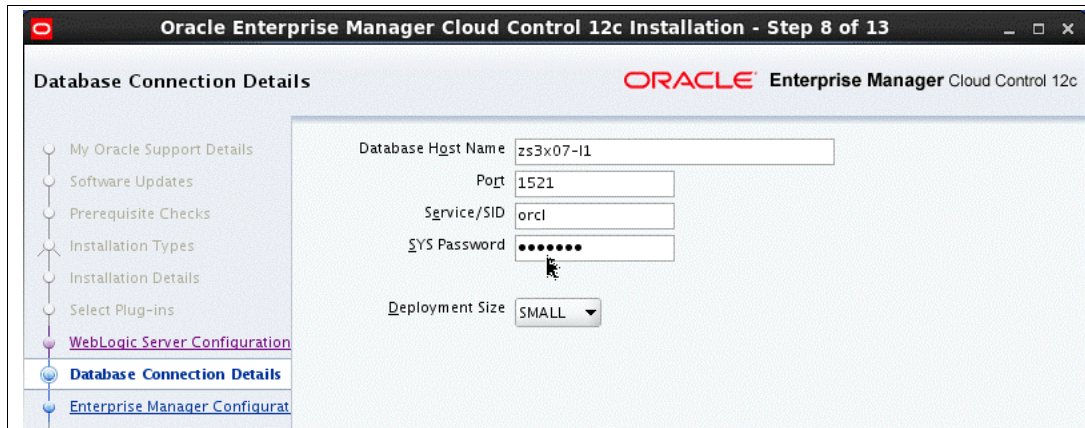 Oracle Enterprise Manager Cloud Control 12c Installation - Step 8 of 13
Database Connection Details
ORACLE Enterprise Manager Cloud Control 12c
My Oracle Support Details
Software Updates
Prerequisite Checks
Installation Types
Installation Details
Select Plug-ins
WebLogic Server Configuration
Database Connection Details
Enterprise Manager Configurat
Database Host Name zs3x07-l1
Port 1521
Service/SID orcl
SYS Password •••••••
Deployment Size SMALL